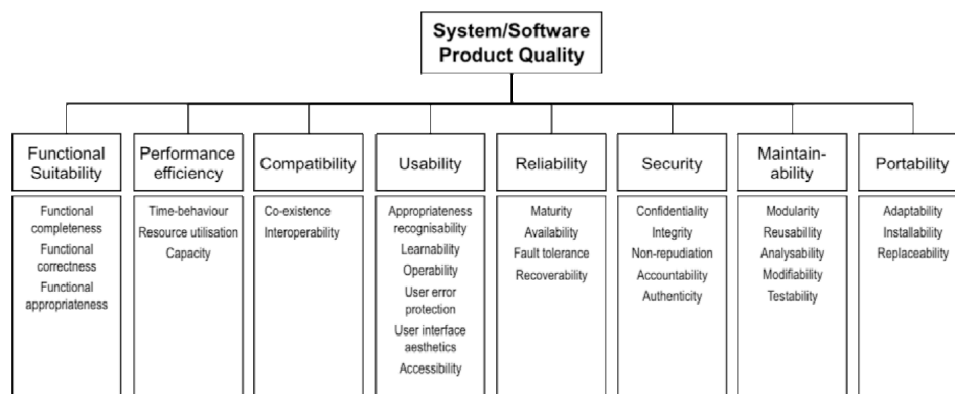 System/Software
Product Quality
Functional
Suitability
Performance
efficiency
Compatibility
Usability
Reliability
Security
Maintain-
ability
Portability
Functional
completeness
Functional
correctness
Functional
appropriateness
Time-behaviour
Resource utilisation
Capacity
Co-existence
Interoperability
Appropriateness
recognisability
Learnability
Operability
User error
protection
User interface
aesthetics
Accessibility
Maturity
Availability
Fault tolerance
Recoverability
Confidentiality
Integrity
Non-repudiation
Accountability
Authenticity
Modularity
Reusability
Analysability
Modifiability
Testability
Adaptability
Installability
Replaceability